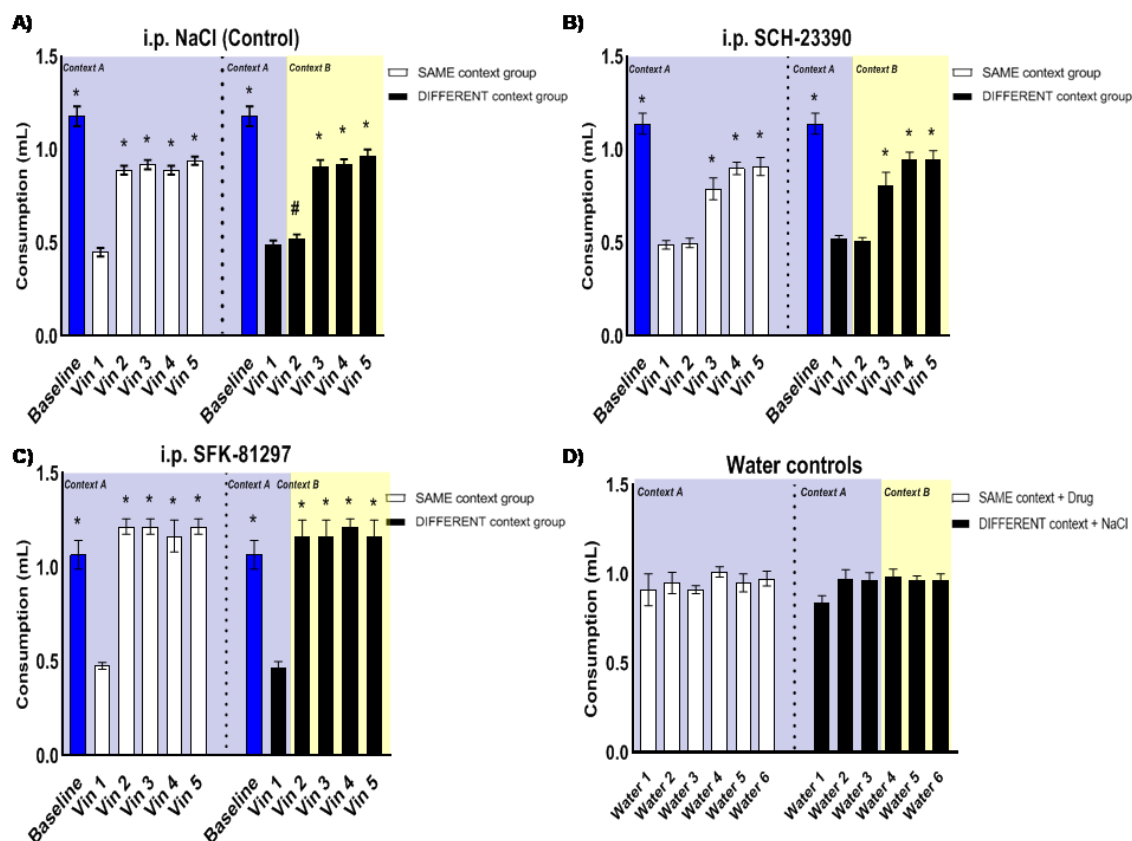 A)
i.p. NaCl (Control)
1.5
1.0
0.5
0.0
Consumption (mL)
Context A
Context A
Context B
SAME context group
DIFFERENT context group
*
*
*
*
*
*
#
*
*
*
Baseline
Vin 1
Vin 2
Vin 3
Vin 4
Vin 5
Baseline
Vin 1
Vin 2
Vin 3
Vin 4
Vin 5
B)
i.p. SCH-23390
1.5
1.0
0.5
0.0
Consumption (mL)
Context A
Context A
Context B
SAME context group
DIFFERENT context group
*
*
*
*
*
*
*
*
Baseline
Vin 1
Vin 2
Vin 3
Vin 4
Vin 5
Baseline
Vin 1
Vin 2
Vin 3
Vin 4
Vin 5
C)
i.p. SFK-81297
1.5
1.0
0.5
0.0
Consumption (mL)
Context A
Context A
Context B
SAME context group
DIFFERENT context group
*
*
*
*
*
*
*
*
*
*
Baseline
Vin 1
Vin 2
Vin 3
Vin 4
Vin 5
Baseline
Vin 1
Vin 2
Vin 3
Vin 4
Vin 5
D)
Water controls
1.5
1.0
0.5
0.0
Consumption (mL)
Context A
Context A
Context B
SAME context + Drug
DIFFERENT context + NaCl
Water 1
Water 2
Water 3
Water 4
Water 5
Water 6
Water 1
Water 2
Water 3
Water 4
Water 5
Water 6